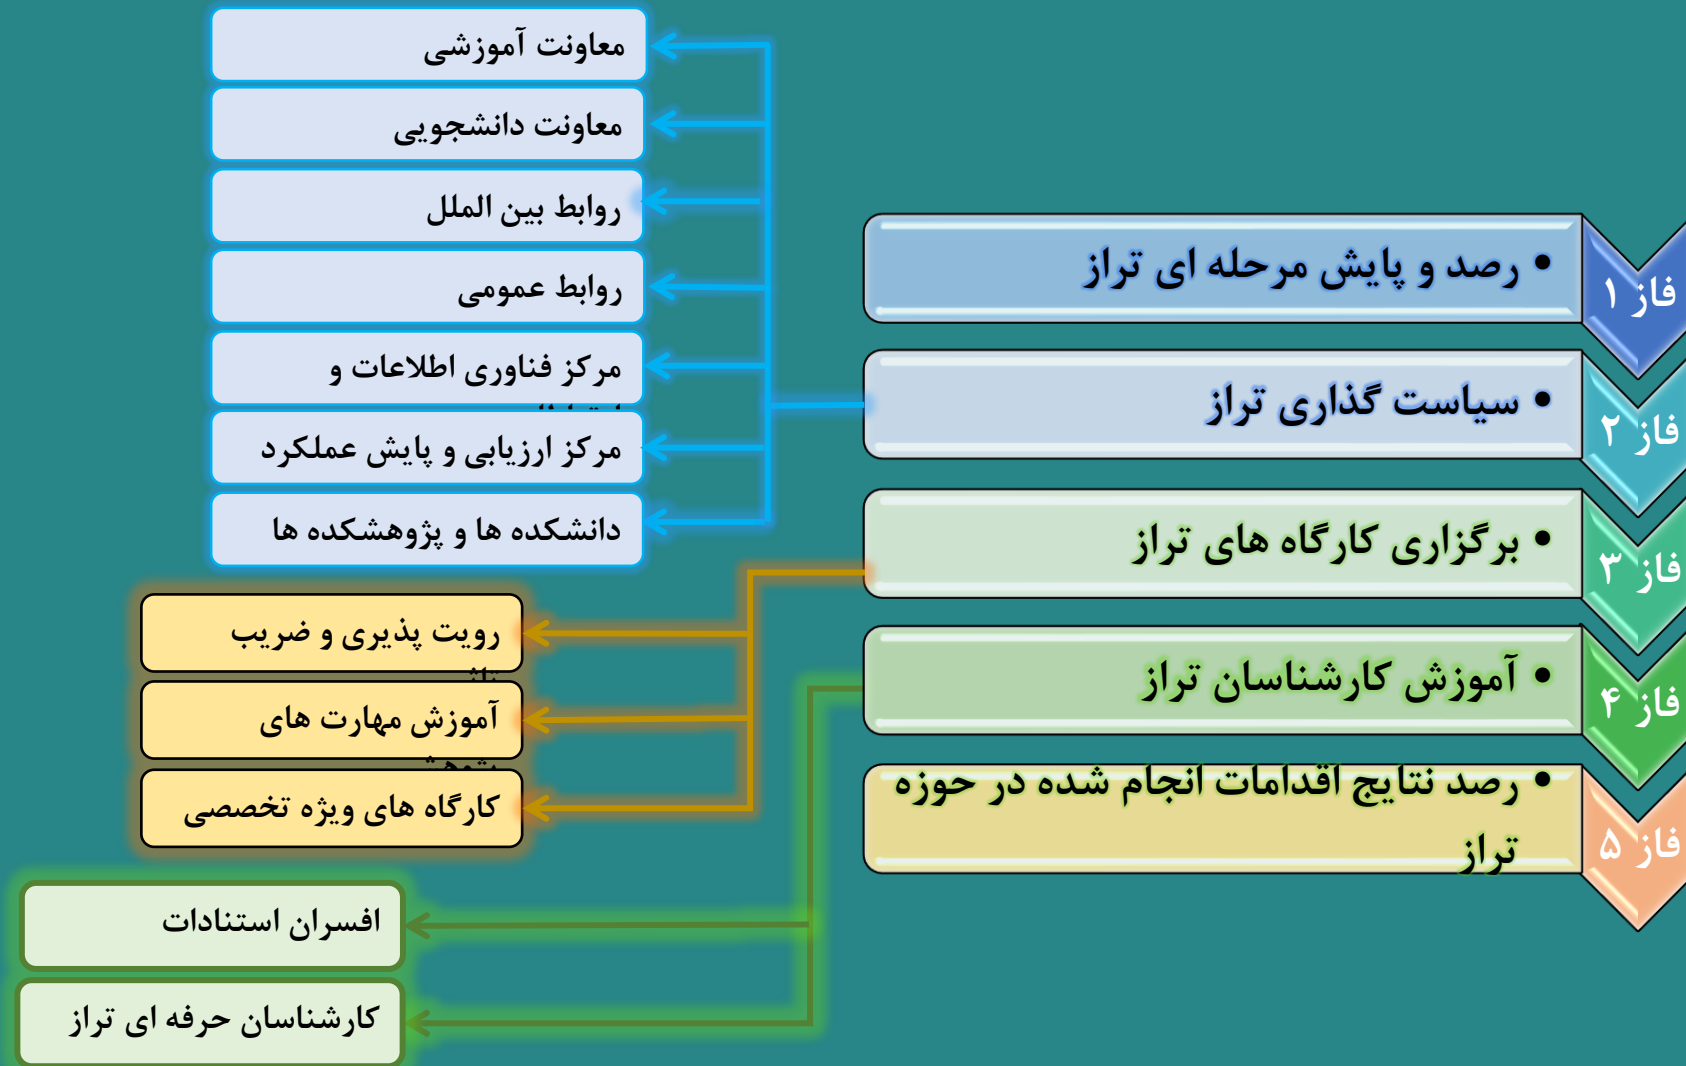 فاز ۱
• رصد و پایش مرحله ای تراز
فاز ۲
• سیاست گذاری تراز
معاونت آموزشی
معاونت دانشجویی
روابط بین الملل
روابط عمومی
مرکز فناوری اطلاعات و
مرکز ارزیابی و پایش عملکرد
دانشکده ها و پژوهشکده ها
فاز ۳
• برگزاری کارگاه های تراز
رویت پذیری و ضریب
آموزش مهارت های
کارگاه های ویژه تخصصی
فاز ۴
• آموزش کارشناسان تراز
افسران استنادات
کارشناسان حرفه ای تراز
فاز ۵
• رصد نتایج اقدامات انجام شده در حوزه
تراز